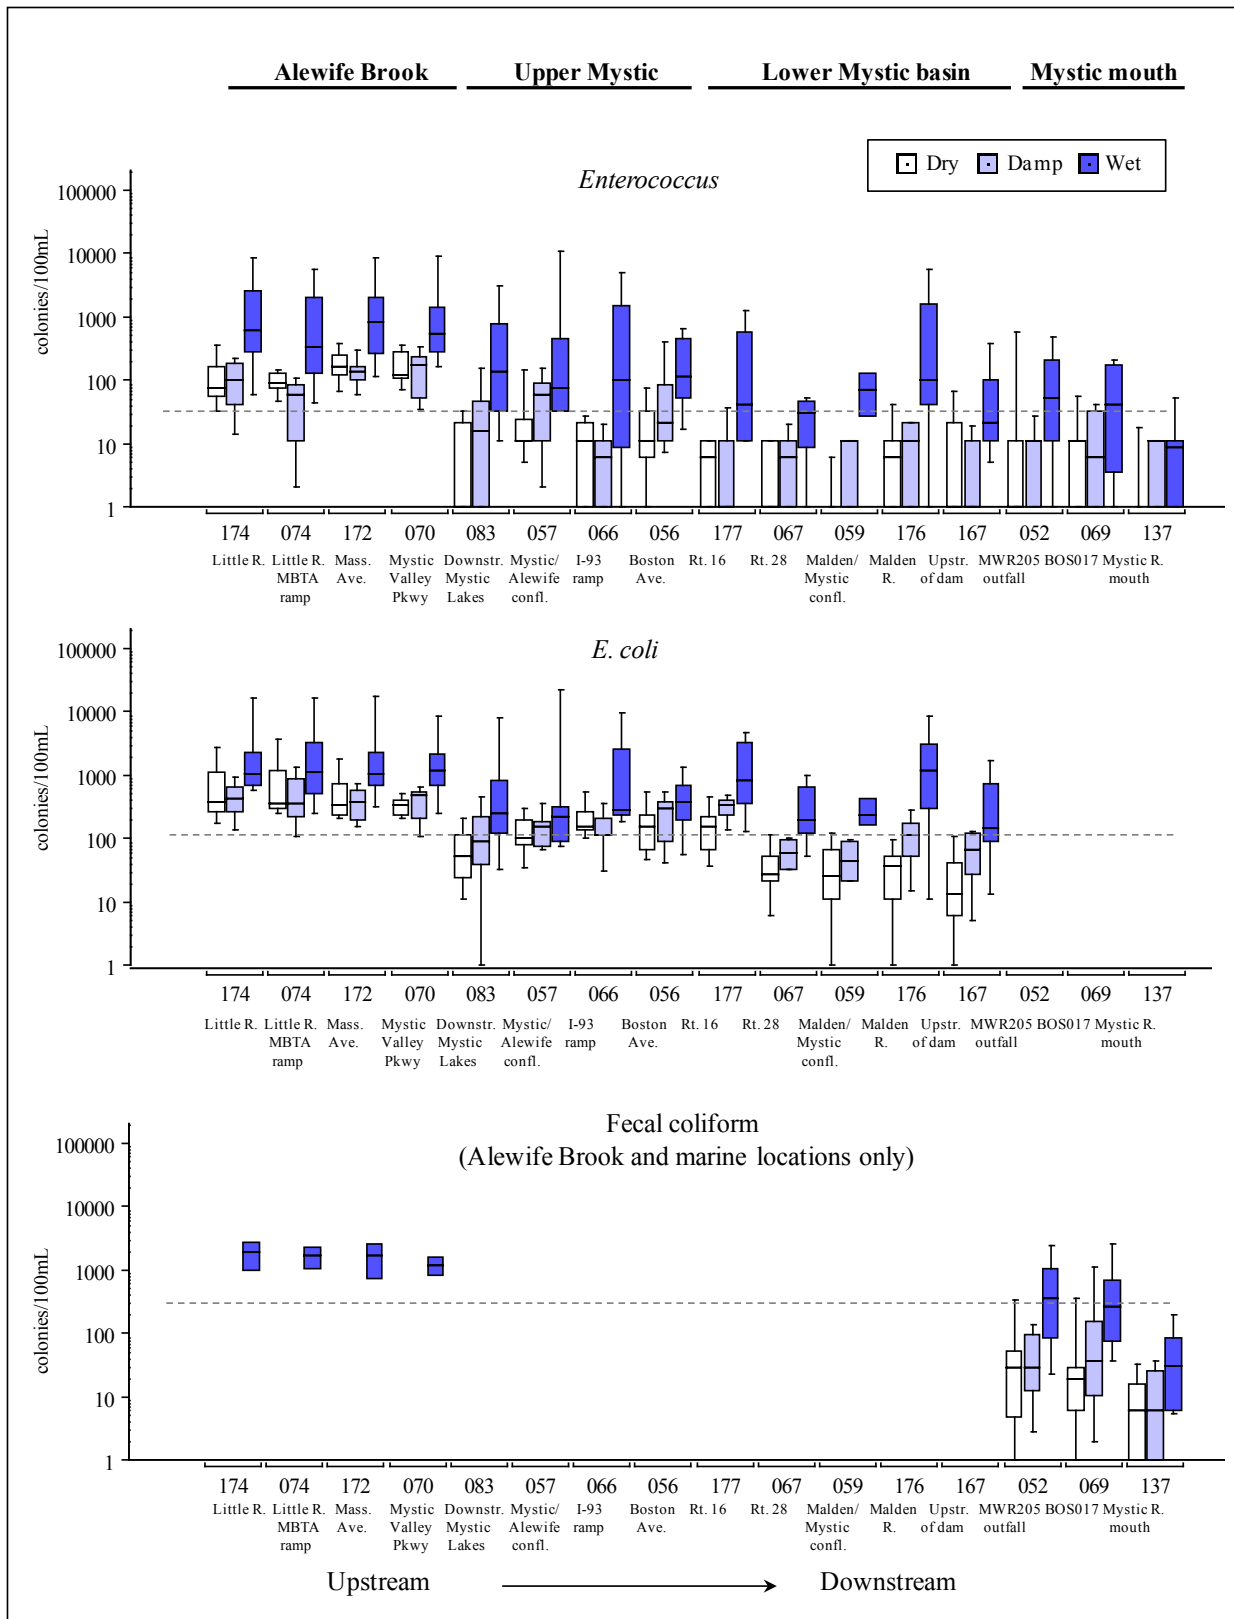 Alewife Brook Upper Mystic Lower Mystic basin Mystic mouth
Dry Damp Wet
Enterococcus
colonies/100mL
100000
10000
1000
100
10
1
174 074 172 070 083 057 066 056 177 067 059 176 167 052 069 137
Little R. Little R. Mass. Mystic Downstr. Mystic/ I-93 Boston Rt. 16 Rt. 28 Malden/ Malden Upstr. MWR205 BOS017 Mystic R.
MBTA Ave. Valley Mystic Alewife ramp Ave. Mystic R. of dam outfall mouth
ramp Pkwy Lakes confl. confl.
E. coli
colonies/100mL
100000
10000
1000
100
10
1
174 074 172 070 083 057 066 056 177 067 059 176 167 052 069 137
Little R. Little R. Mass. Mystic Downstr. Mystic/ I-93 Boston Rt. 16 Rt. 28 Malden/ Malden Upstr. MWR205 BOS017 Mystic R.
MBTA Ave. Valley Mystic Alewife ramp Ave. Mystic R. of dam outfall mouth
ramp Pkwy Lakes confl. confl.
Fecal coliform
(Alewife Brook and marine locations only)
colonies/100mL
100000
10000
1000
100
10
1
174 074 172 070 083 057 066 056 177 067 059 176 167 052 069 137
Little R. Little R. Mass. Mystic Downstr. Mystic/ I-93 Boston Rt. 16 Rt. 28 Malden/ Malden Upstr. MWR205 BOS017 Mystic R.
MBTA Ave. Valley Mystic Alewife ramp Ave. Mystic R. of dam outfall mouth
ramp Pkwy Lakes confl. confl.
Upstream Downstream